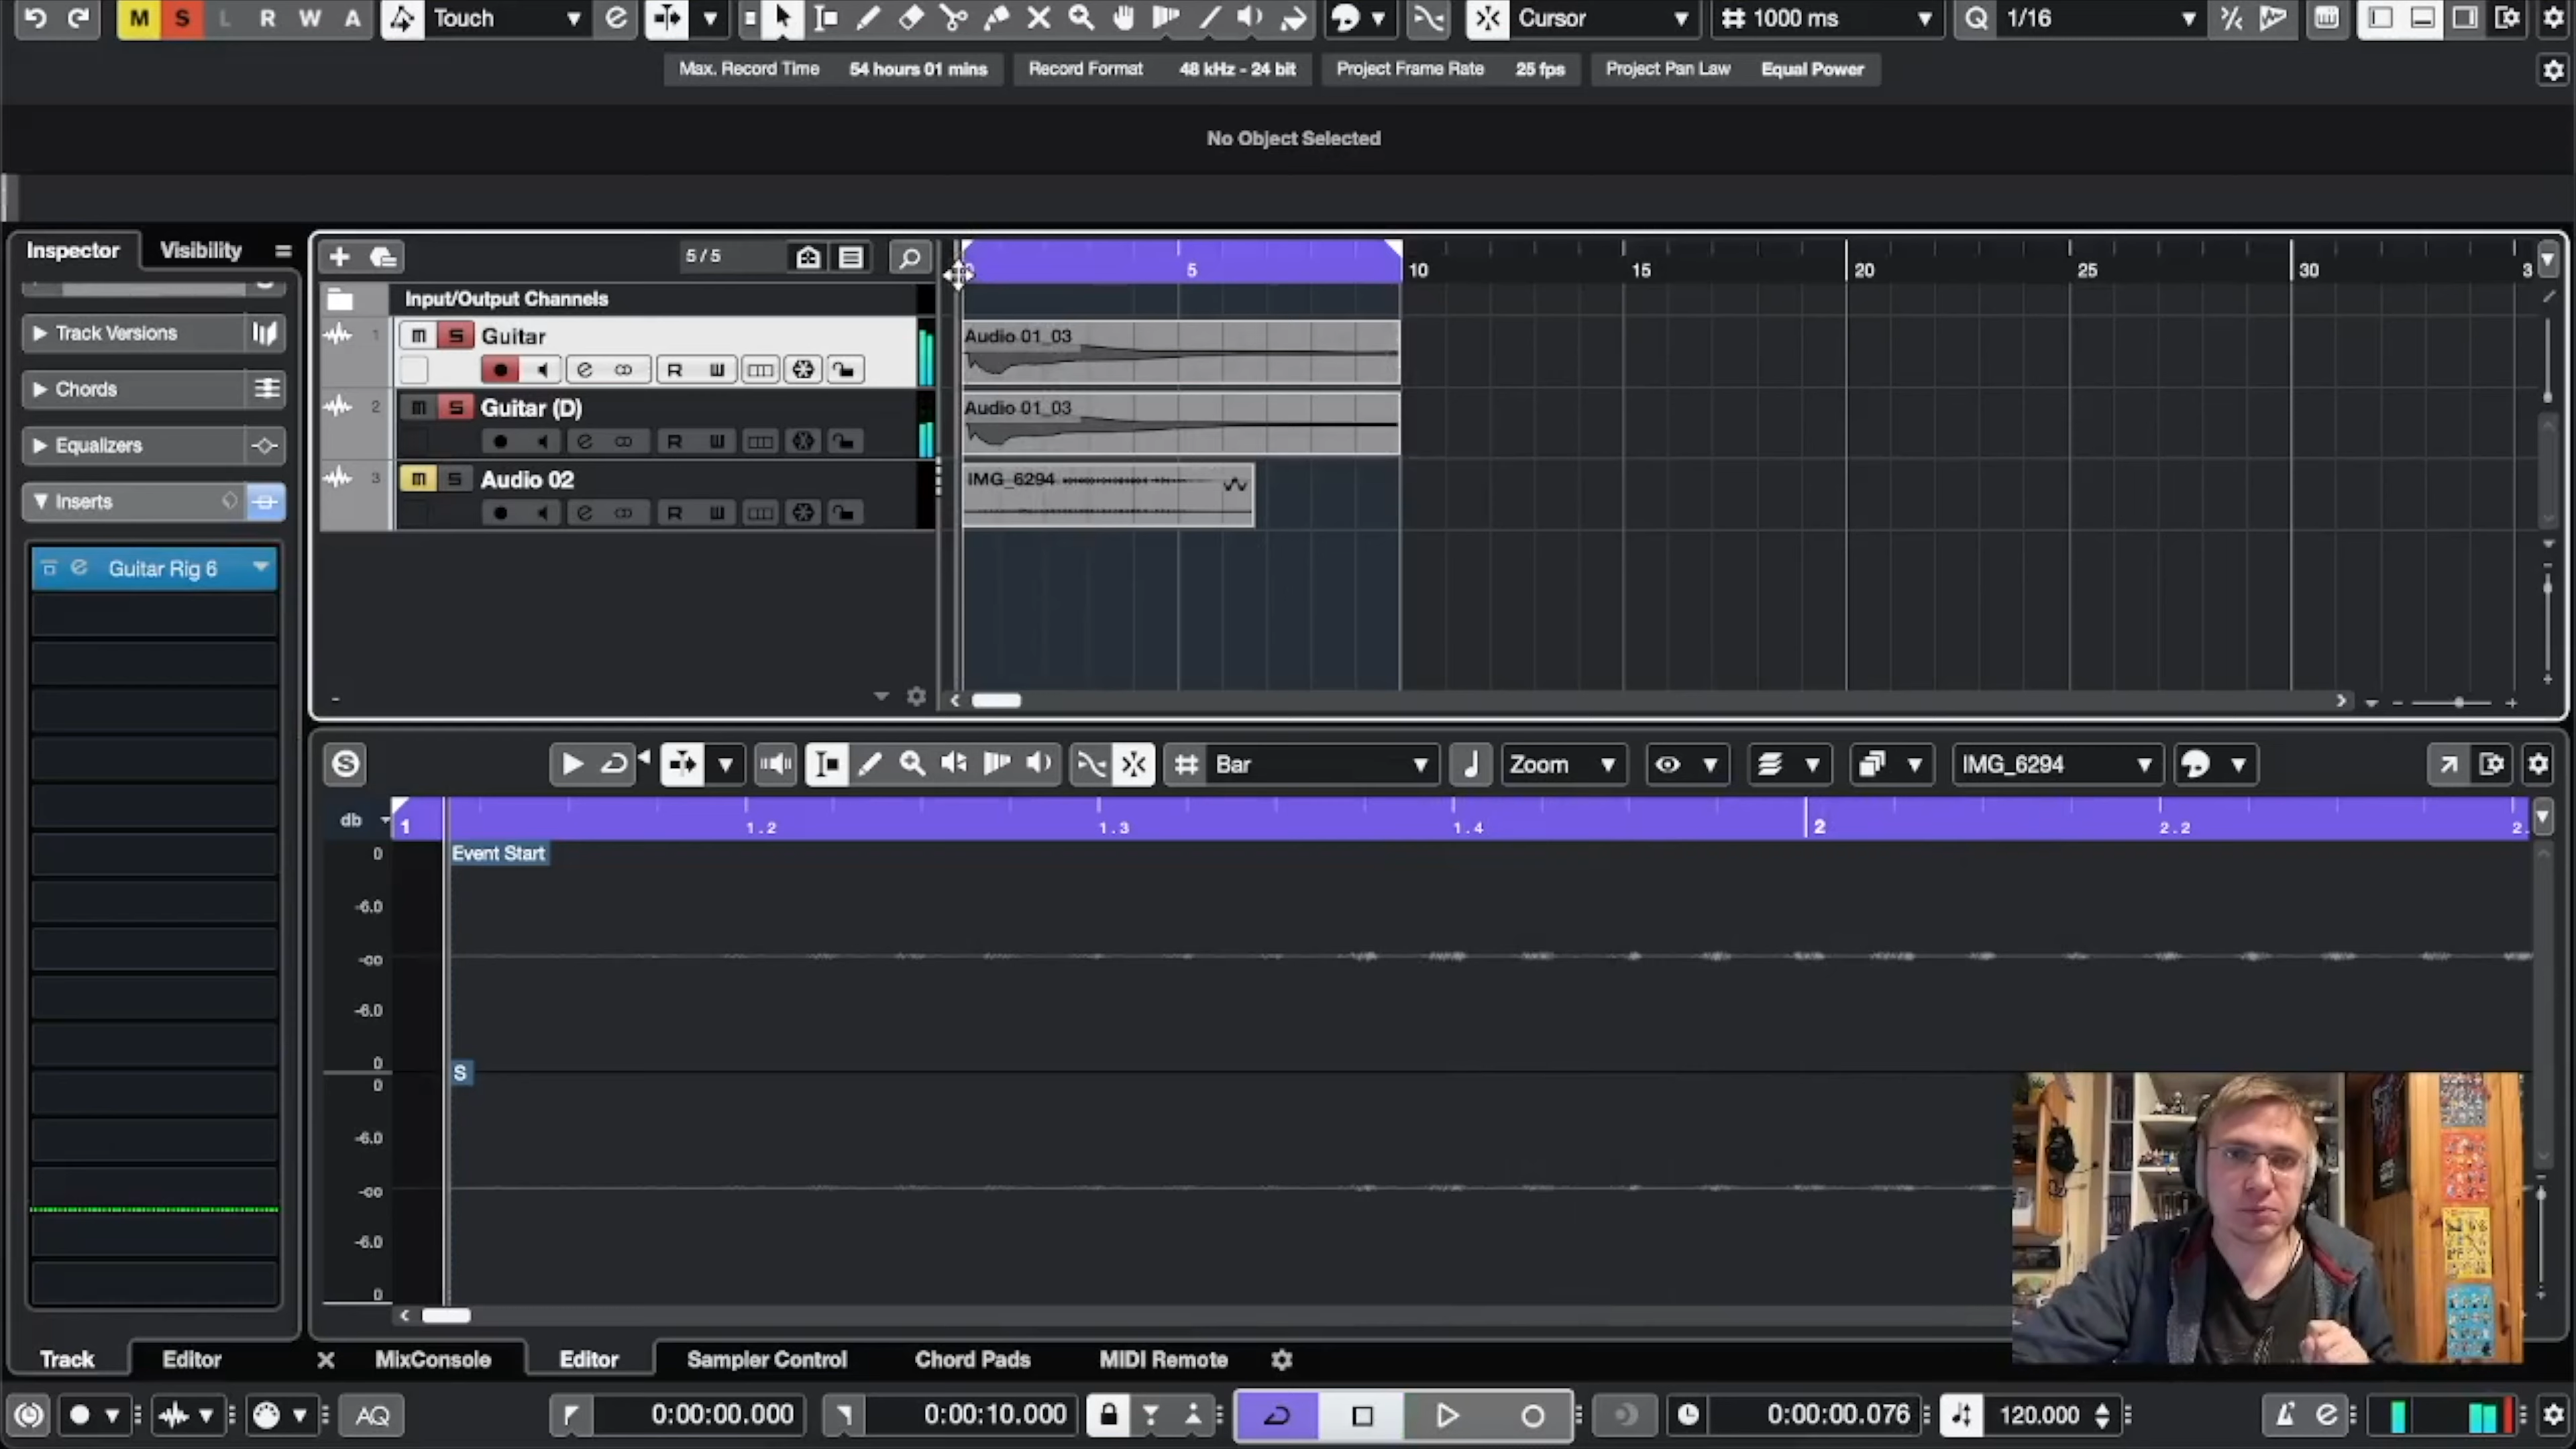 M S L R W A Touch Cursor 1000 ms Q 1/16
Max. Record Time 54 hours 01 mins Record Format 48 kHz - 24 bit Project Frame Rate 25 fps Project Pan Law Equal Power
No Object Selected
Inspector Visibility
5 / 5
5 10 15 20 25 30 3
Input/Output Channels
Track Versions
1 m S Guitar
R
Audio 01_03
Chords
2 m S Guitar (D)
R
Audio 01_03
Equalizers
3 m S Audio 02
R
IMG_6294
Inserts
Guitar Rig 6
S Bar Zoom IMG_6294
db 1 1.2 1.3 1.4 2 2.2 2.
0
Event Start
-6.0
-∞
-6.0
0
S
0
-6.0
-∞
-6.0
0
Track Editor MixConsole Editor Sampler Control Chord Pads MIDI Remote
AQ 0:00:00.000 0:00:10.000 0:00:00.076 120.000